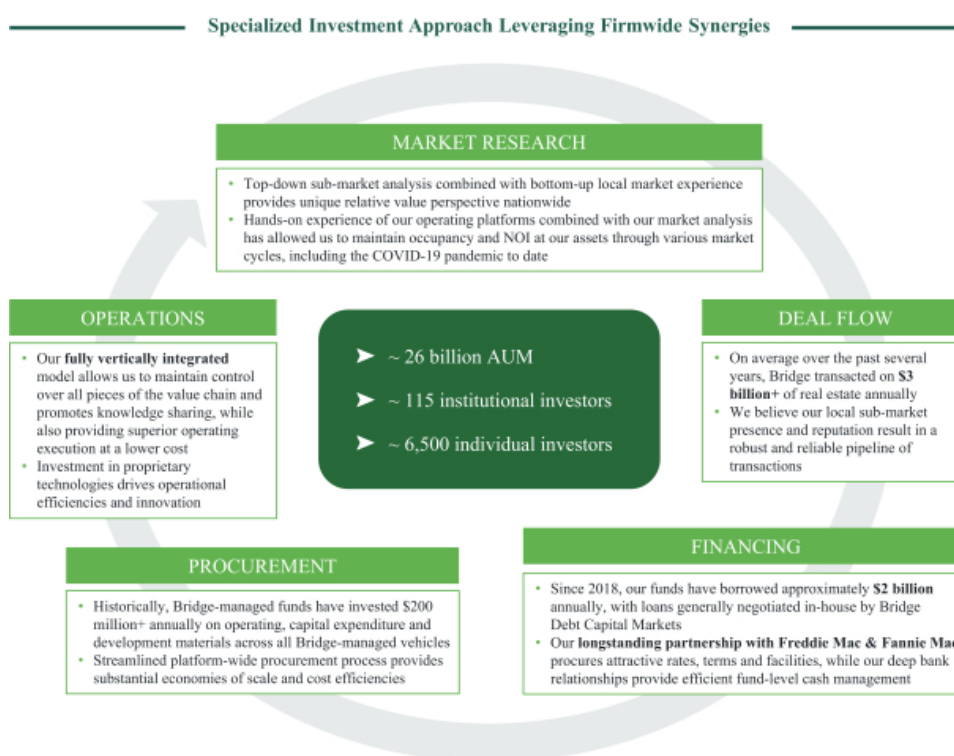 Specialized Investment Approach Leveraging Firmwide Synergies
MARKET RESEARCH
• Top-down sub-market analysis combined with bottom-up local market experience
provides unique relative value perspective nationwide
• Hands-on experience of our operating platforms combined with our market analysis
has allowed us to maintain occupancy and NOI at our assets through various market
cycles, including the COVID-19 pandemic to date
OPERATIONS
• Our fully vertically integrated
model allows us to maintain control
over all pieces of the value chain and
promotes knowledge sharing, while
also providing superior operating
execution at a lower cost
• Investment in proprietary
technologies drives operational
efficiencies and innovation
➤ ~ 26 billion AUM
➤ ~ 115 institutional investors
➤ ~ 6,500 individual investors
DEAL FLOW
• On average over the past several
years, Bridge transacted on $3
billion+ of real estate annually
• We believe our local sub-market
presence and reputation result in a
robust and reliable pipeline of
transactions
PROCUREMENT
• Historically, Bridge-managed funds have invested $200
million+ annually on operating, capital expenditure and
development materials across all Bridge-managed vehicles
• Streamlined platform-wide procurement process provides
substantial economies of scale and cost efficiencies
FINANCING
• Since 2018, our funds have borrowed approximately $2 billion
annually, with loans generally negotiated in-house by Bridge
Debt Capital Markets
• Our longstanding partnership with Freddie Mac & Fannie Mac
procures attractive rates, terms and facilities, while our deep bank
relationships provide efficient fund-level cash management